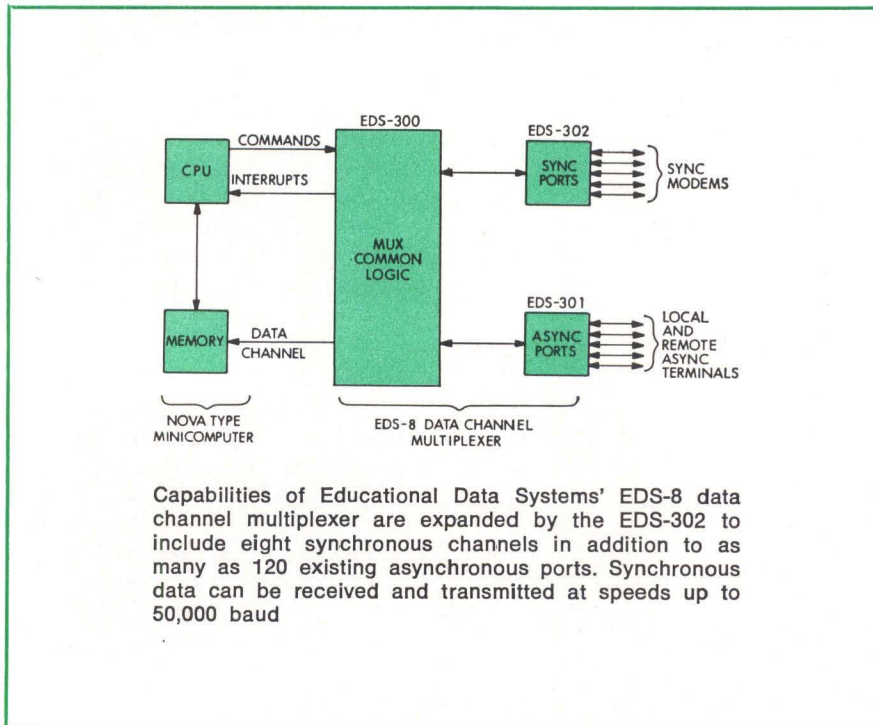 EDS-300
EDS-302
COMMANDS
CPU
SYNC
PORTS
SYNC
MODEMS
INTERRUPTS
MUX
COMMON
LOGIC
EDS-301
MEMORY
DATA
CHANNEL
ASYNC
PORTS
LOCAL
AND
REMOTE
ASYNC
TERMINALS
NOVA TYPE
MINICOMPUTER
EDS-8 DATA CHANNEL
MULTIPLEXER
Capabilities of Educational Data Systems' EDS-8 data
channel multiplexer are expanded by the EDS-302 to
include eight synchronous channels in addition to as
many as 120 existing asynchronous ports. Synchronous
data can be received and transmitted at speeds up to
50,000 baud